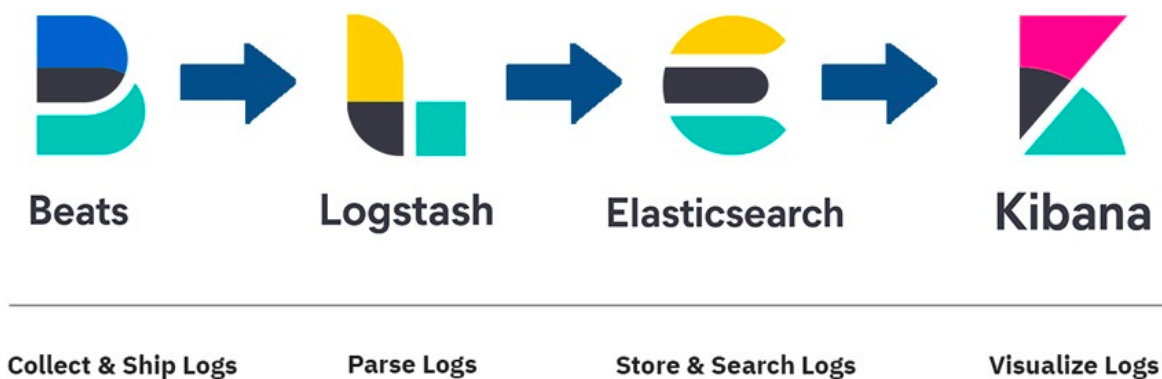 Beats
Logstash
Elasticsearch
Kibana
Collect & Ship Logs
Parse Logs
Store & Search Logs
Visualize Logs